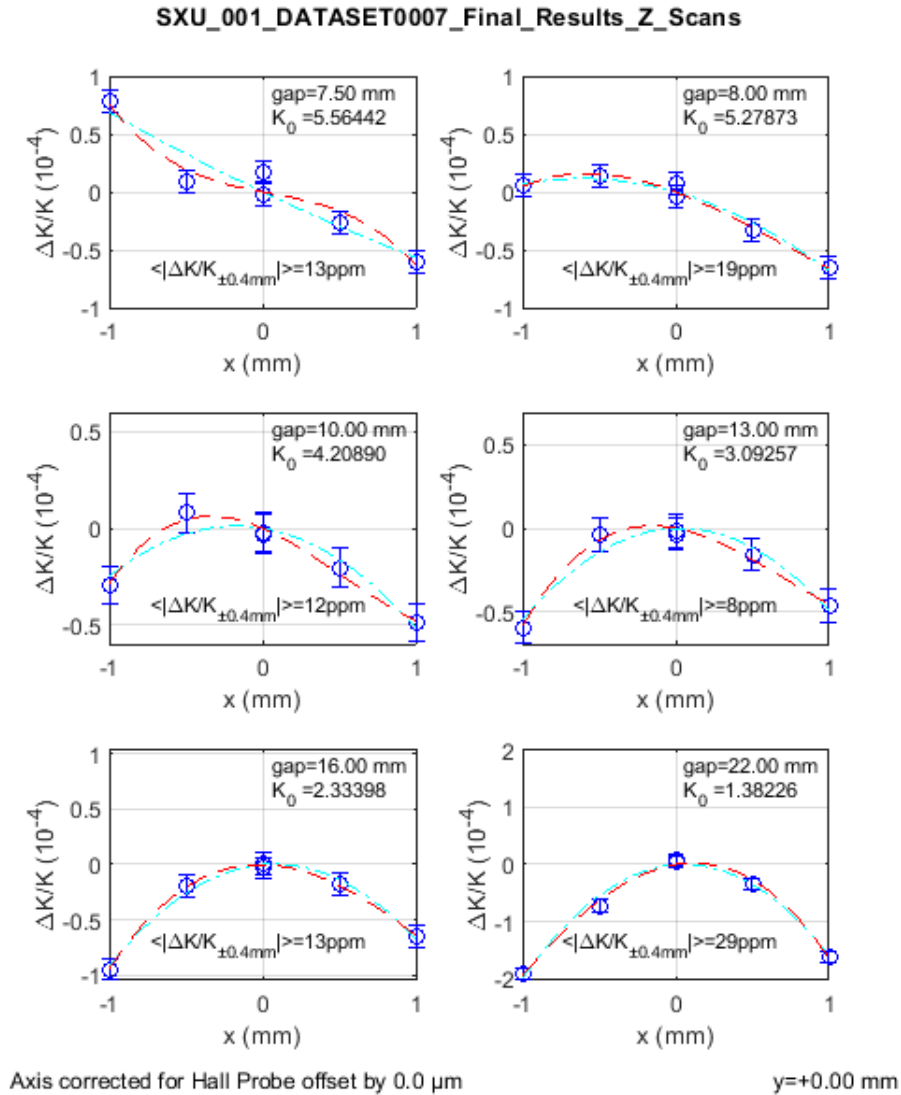 SXU_001_DATASET0007_Final_Results_Z_Scans
1
0.5
0
-0.5
-1
ΔK/K (10⁻⁴)
gap=7.50 mm
K₀ =5.56442
<|ΔK/K±0.4mm|>=13ppm
-1 0 1
x (mm)
1
0.5
0
-0.5
-1
ΔK/K (10⁻⁴)
gap=8.00 mm
K₀ =5.27873
<|ΔK/K±0.4mm|>=19ppm
-1 0 1
x (mm)
0.5
0
-0.5
ΔK/K (10⁻⁴)
gap=10.00 mm
K₀ =4.20890
<|ΔK/K±0.4mm|>=12ppm
-1 0 1
x (mm)
0.5
0
-0.5
ΔK/K (10⁻⁴)
gap=13.00 mm
K₀ =3.09257
<|ΔK/K±0.4mm|>=8ppm
-1 0 1
x (mm)
1
0.5
0
-0.5
-1
ΔK/K (10⁻⁴)
gap=16.00 mm
K₀ =2.33398
<|ΔK/K±0.4mm|>=13ppm
-1 0 1
x (mm)
2
1
0
-1
-2
ΔK/K (10⁻⁴)
gap=22.00 mm
K₀ =1.38226
<|ΔK/K±0.4mm|>=29ppm
-1 0 1
x (mm)
Axis corrected for Hall Probe offset by 0.0 μm
y=+0.00 mm